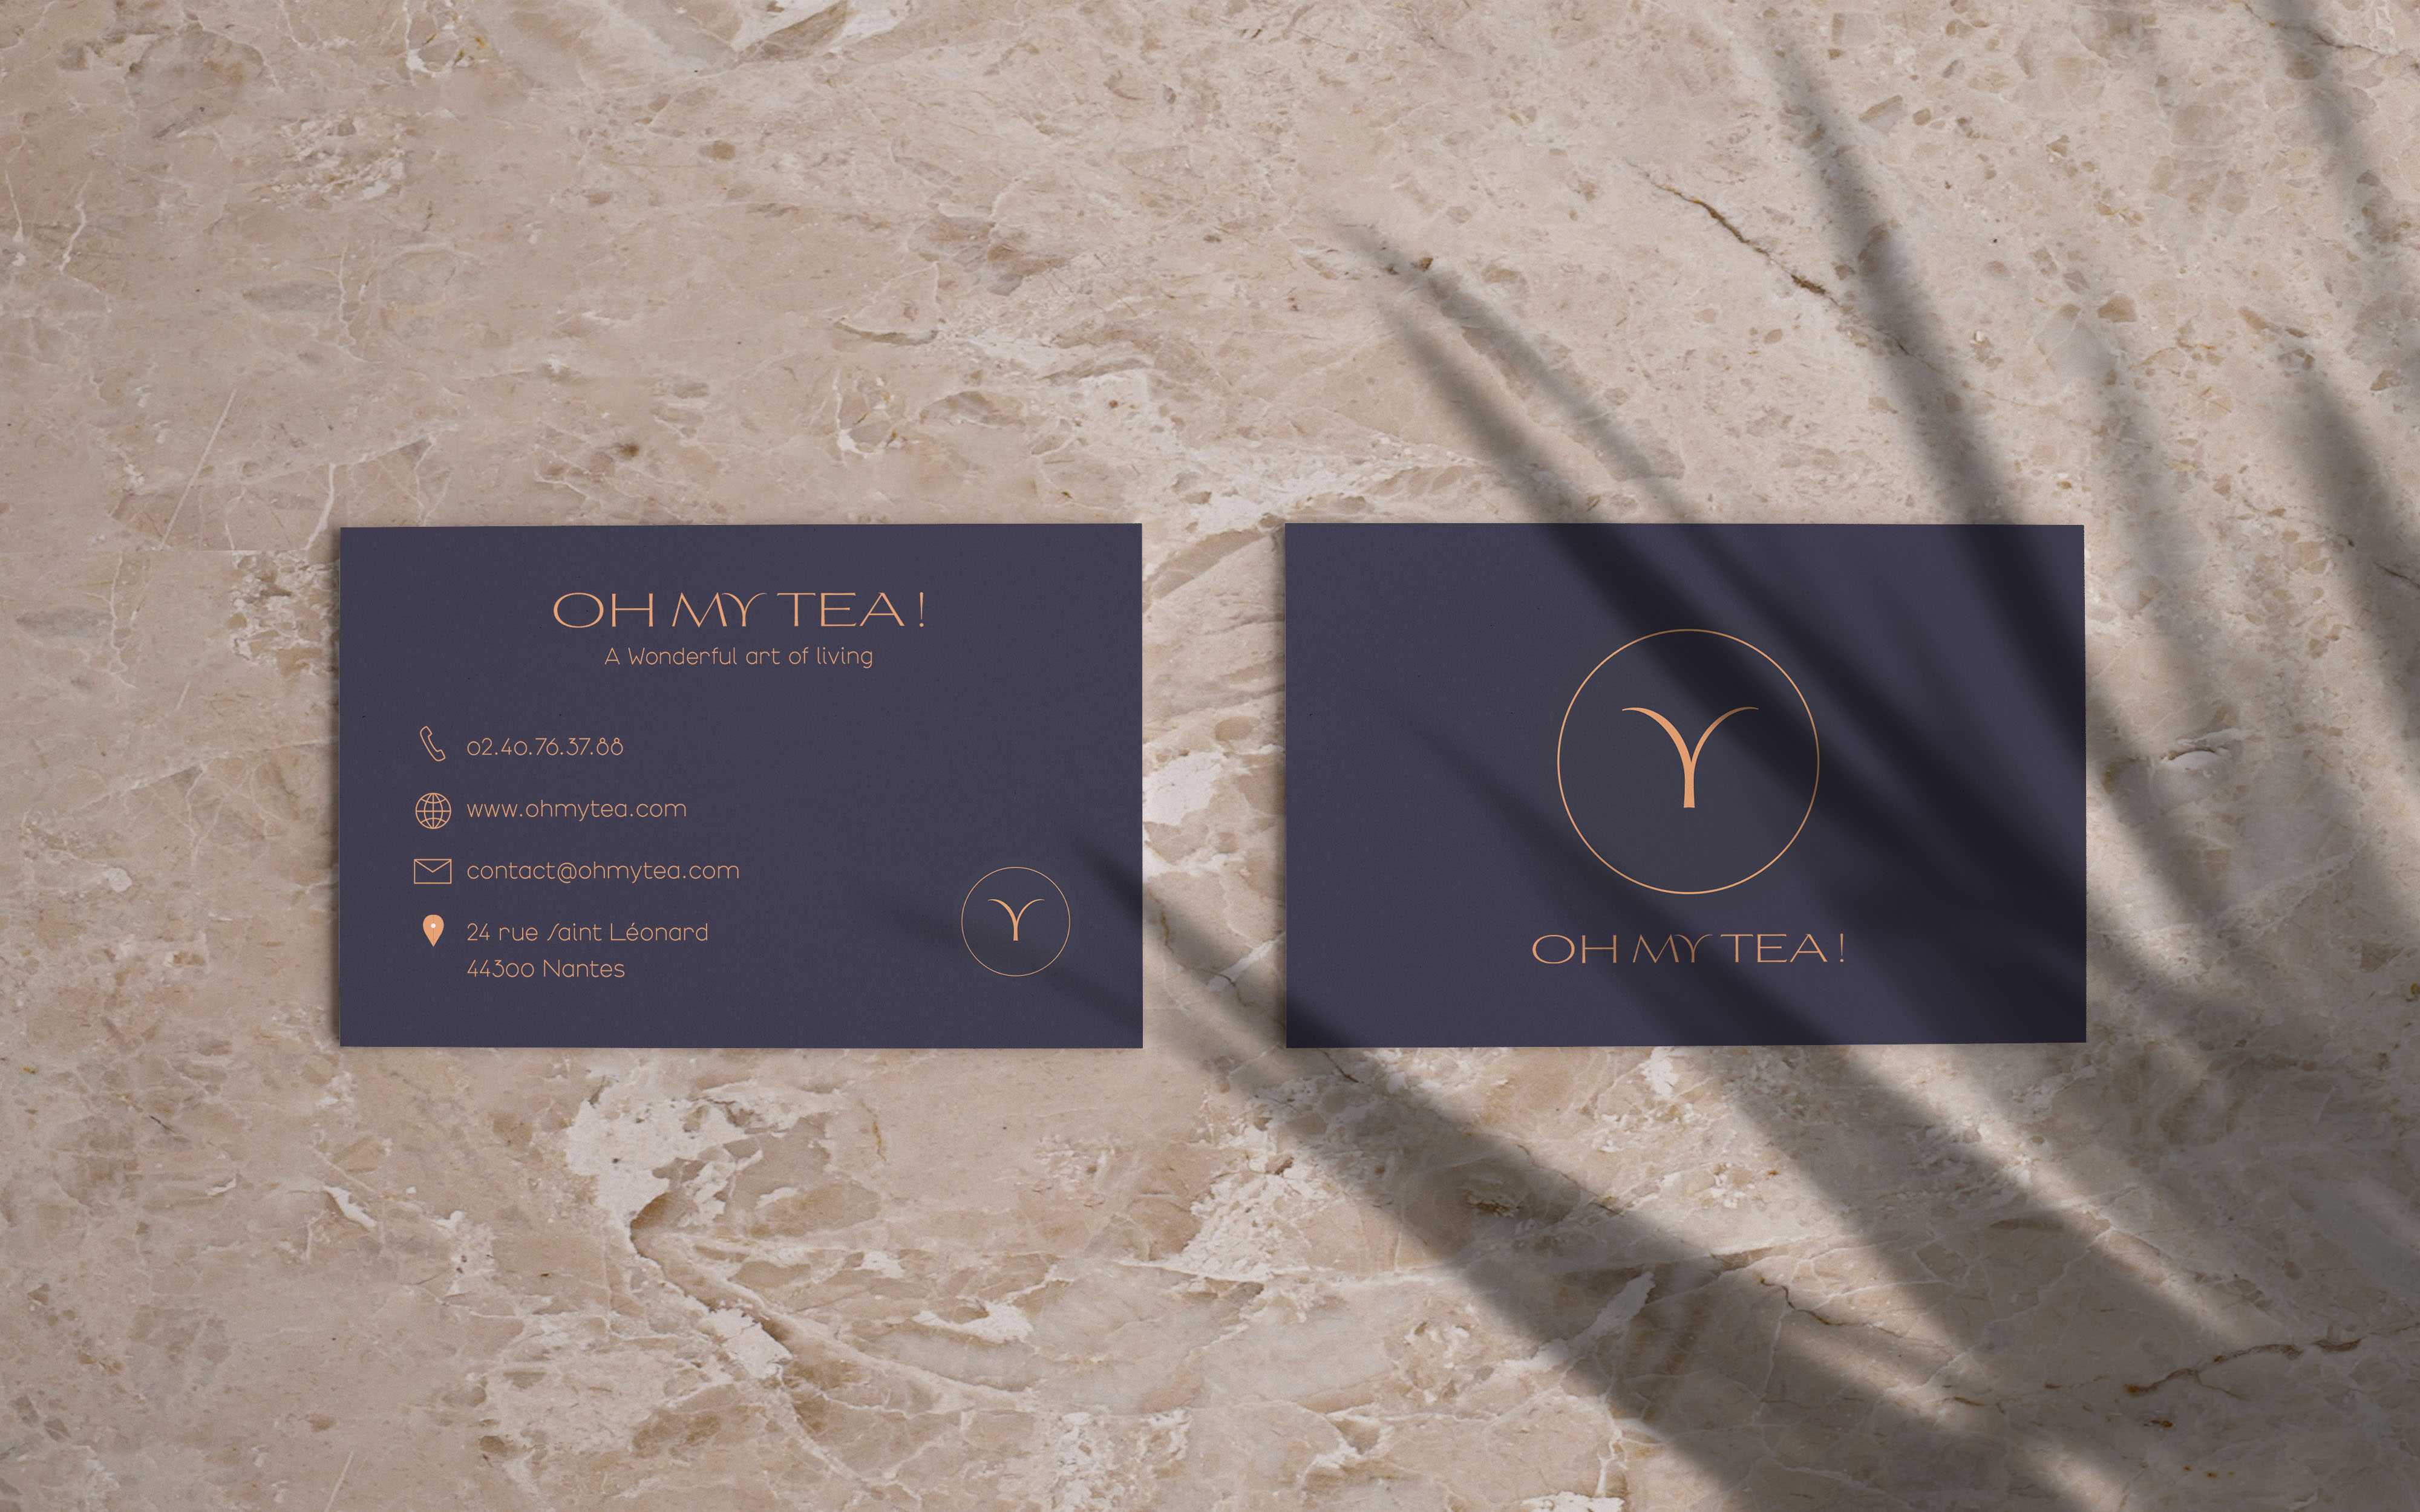 OH MY TEA !
A Wonderful art of living
02.40.76.37.88
www.ohmytea.com
contact@ohmytea.com
24 rue Saint Léonard
44300 Nantes
Y
Y
OH MY TEA !